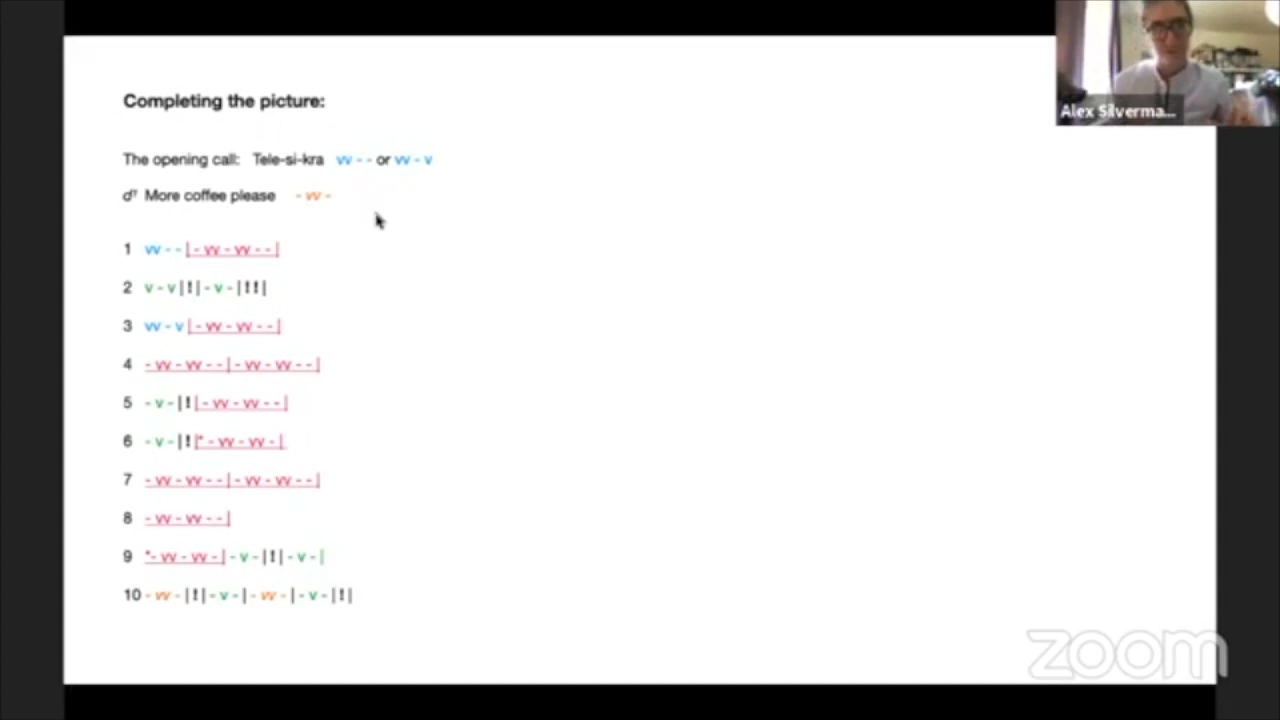 Completing the picture:
Alex Silverma...
The opening call: Tele-si-kra vv - - or vv - v
d⁷ More coffee please - vv -
1 vv - - | - vv - vv - - |
2 v - v | ! | - v - | ! ! |
3 vv - v | - vv - vv - - |
4 - vv - vv - - | - vv - vv - - |
5 - v - | ! | - vv - vv - - |
6 - v - | ! |* - vv - vv - |
7 - vv - vv - - | - vv - vv - - |
8 - vv - vv - - |
9 *- vv - vv - | - v - | ! | - v - |
10 - vv - | ! | - v - | - vv - | - v - | ! |
zoom